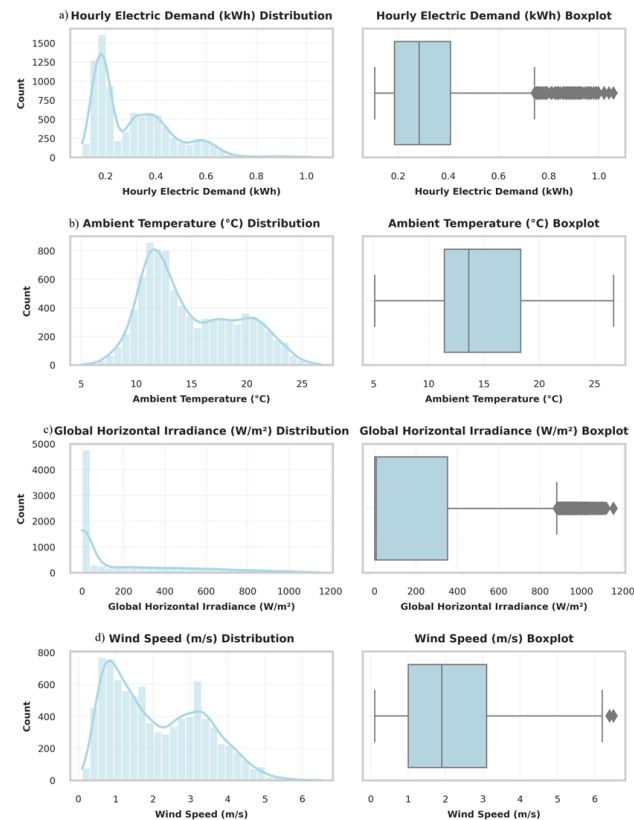 a) Hourly Electric Demand (kWh) Distribution
Hourly Electric Demand (kWh) Boxplot
1500
1250
1000
750
500
250
0
Count
0.2 0.4 0.6 0.8 1.0
Hourly Electric Demand (kWh)
0.2 0.4 0.6 0.8 1.0
Hourly Electric Demand (kWh)
b) Ambient Temperature (°C) Distribution
Ambient Temperature (°C) Boxplot
800
600
400
200
0
Count
5 10 15 20 25
Ambient Temperature (°C)
5 10 15 20 25
Ambient Temperature (°C)
c) Global Horizontal Irradiance (W/m²) Distribution
Global Horizontal Irradiance (W/m²) Boxplot
5000
4000
3000
2000
1000
0
Count
0 200 400 600 800 1000 1200
Global Horizontal Irradiance (W/m²)
0 200 400 600 800 1000 1200
Global Horizontal Irradiance (W/m²)
d) Wind Speed (m/s) Distribution
Wind Speed (m/s) Boxplot
800
600
400
200
0
Count
0 1 2 3 4 5 6
Wind Speed (m/s)
0 1 2 3 4 5 6
Wind Speed (m/s)